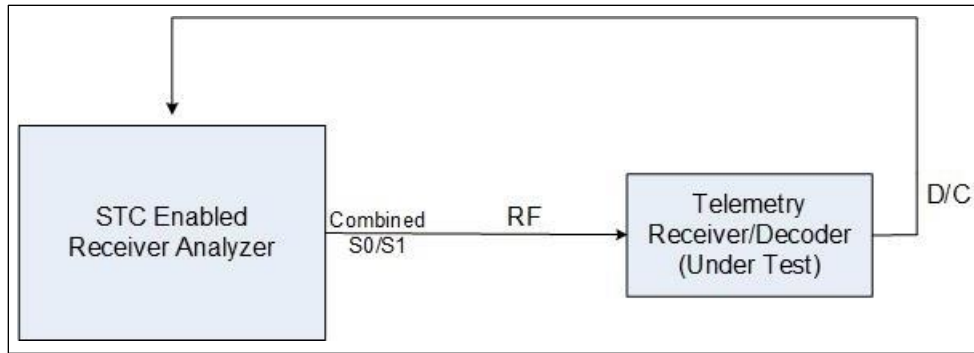 STC Enabled
Receiver Analyzer
Combined
S0/S1
RF
Telemetry
Receiver/Decoder
(Under Test)
D/C